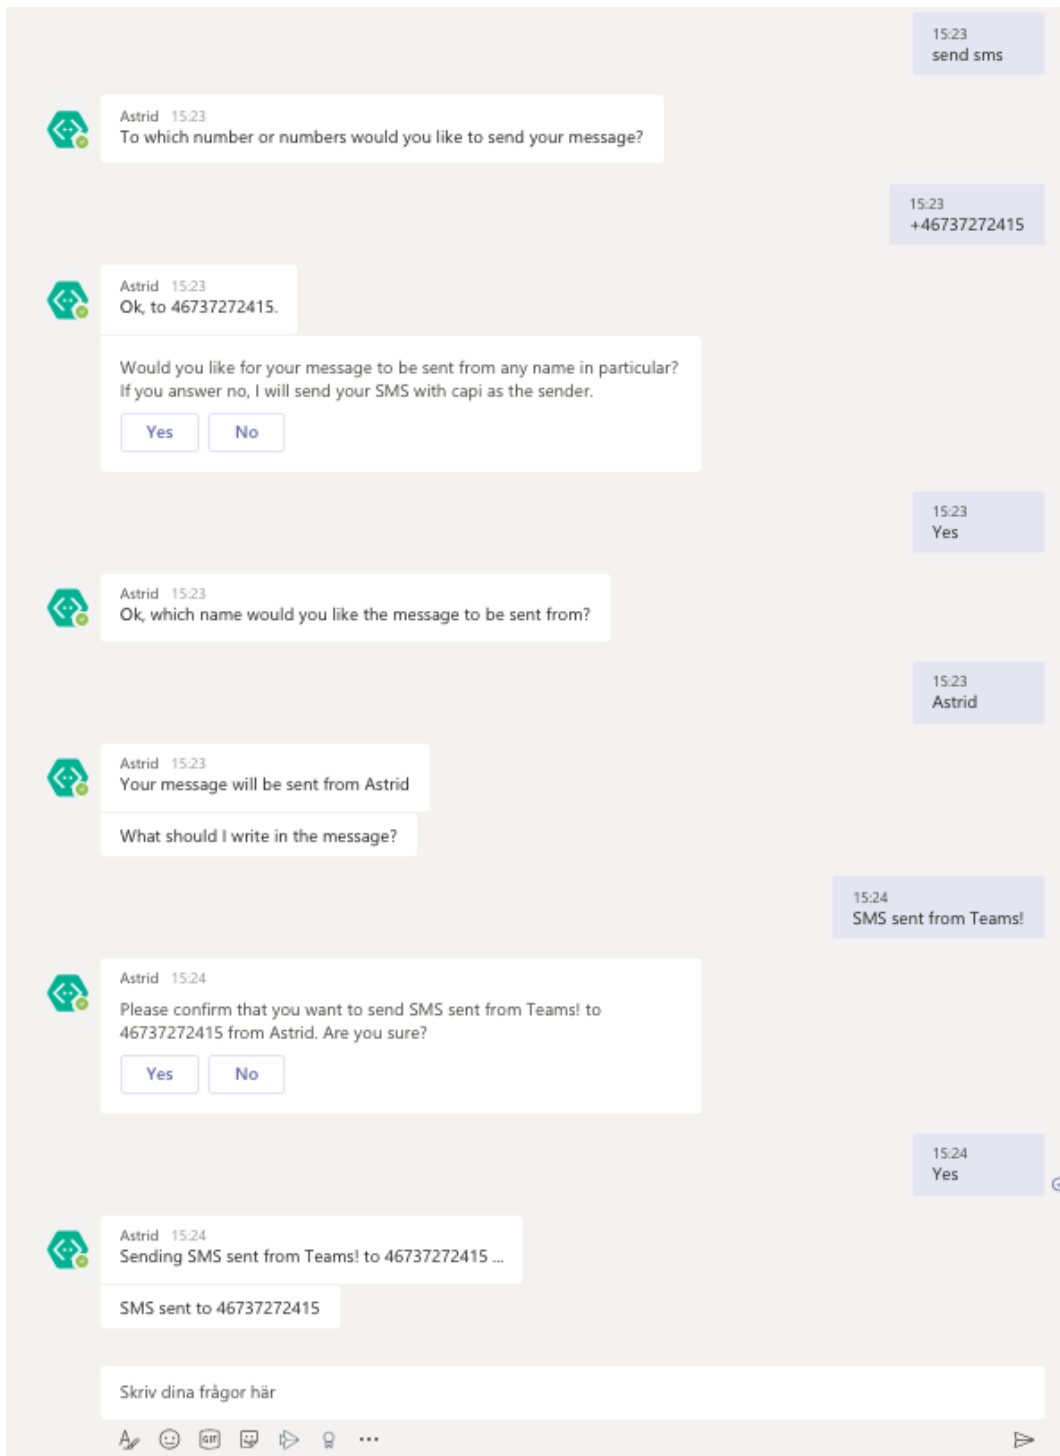 15:23
send sms
Astrid 15:23
To which number or numbers would you like to send your message?
15:23
+46737272415
Astrid 15:23
Ok, to 46737272415.
Would you like for your message to be sent from any name in particular?
If you answer no, I will send your SMS with capi as the sender.
Yes No
15:23
Yes
Astrid 15:23
Ok, which name would you like the message to be sent from?
15:23
Astrid
Astrid 15:23
Your message will be sent from Astrid
What should I write in the message?
15:24
SMS sent from Teams!
Astrid 15:24
Please confirm that you want to send SMS sent from Teams! to
46737272415 from Astrid. Are you sure?
Yes No
15:24
Yes
Astrid 15:24
Sending SMS sent from Teams! to 46737272415 ...
SMS sent to 46737272415
Skriv dina frågor här
GIF